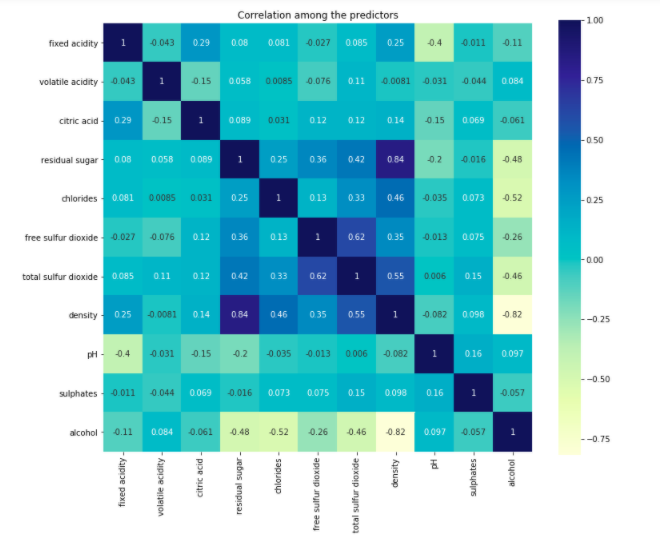 Correlation among the predictors
fixed acidity 1 -0.043 0.29 0.08 0.081 -0.027 0.085 0.25 -0.4 -0.011 -0.11
volatile acidity -0.043 1 -0.15 0.058 0.0085 -0.076 0.11 -0.0081 -0.031 -0.044 0.084
citric acid 0.29 -0.15 1 0.089 0.031 0.12 0.12 0.14 -0.15 0.069 -0.061
residual sugar 0.08 0.058 0.089 1 0.25 0.36 0.42 0.84 -0.2 -0.016 -0.48
chlorides 0.081 0.0085 0.031 0.25 1 0.13 0.33 0.46 -0.035 0.073 -0.52
free sulfur dioxide -0.027 -0.076 0.12 0.36 0.13 1 0.62 0.35 -0.013 0.075 -0.26
total sulfur dioxide 0.085 0.11 0.12 0.42 0.33 0.62 1 0.55 0.006 0.15 -0.46
density 0.25 -0.0081 0.14 0.84 0.46 0.35 0.55 1 -0.082 0.098 -0.82
pH -0.4 -0.031 -0.15 -0.2 -0.035 -0.013 0.006 -0.082 1 0.16 0.097
sulphates -0.011 -0.044 0.069 -0.016 0.073 0.075 0.15 0.098 0.16 1 -0.057
alcohol -0.11 0.084 -0.061 -0.48 -0.52 -0.26 -0.46 -0.82 0.097 -0.057 1
fixed acidity
volatile acidity
citric acid
residual sugar
chlorides
free sulfur dioxide
total sulfur dioxide
density
pH
sulphates
alcohol
1.00
0.75
0.50
0.25
0.00
−0.25
−0.50
−0.75